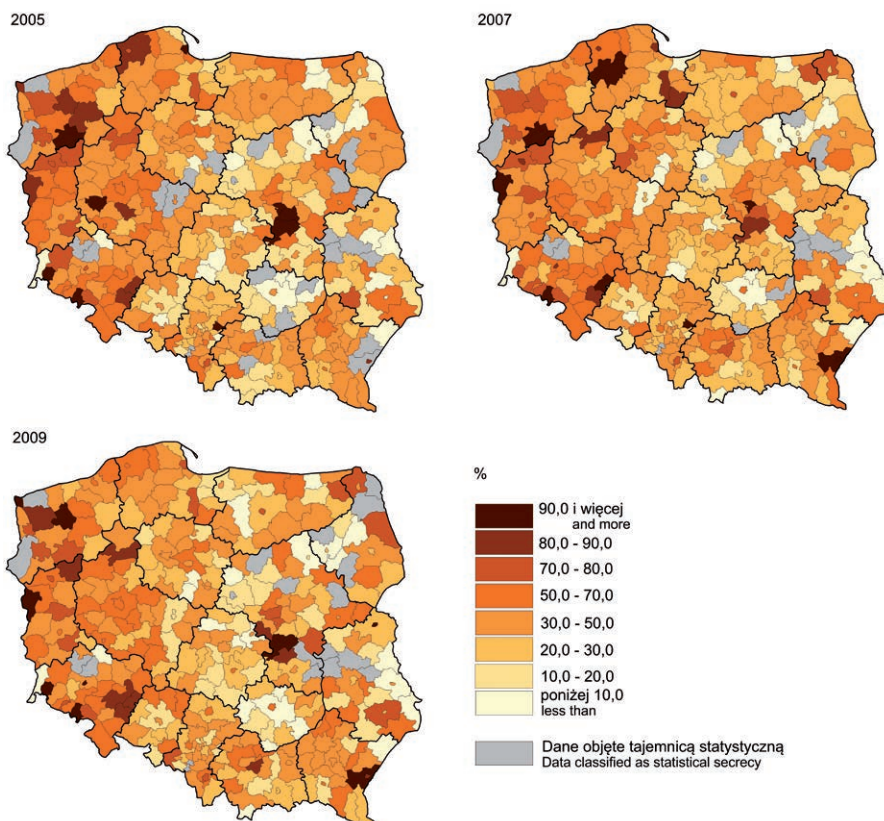 2005
2007
2009
%
90,0 i więcej
and more
80,0 - 90,0
70,0 - 80,0
50,0 - 70,0
30,0 - 50,0
20,0 - 30,0
10,0 - 20,0
poniżej 10,0
less than
Dane objęte tajemnicą statystyczną
Data classified as statistical secrecy